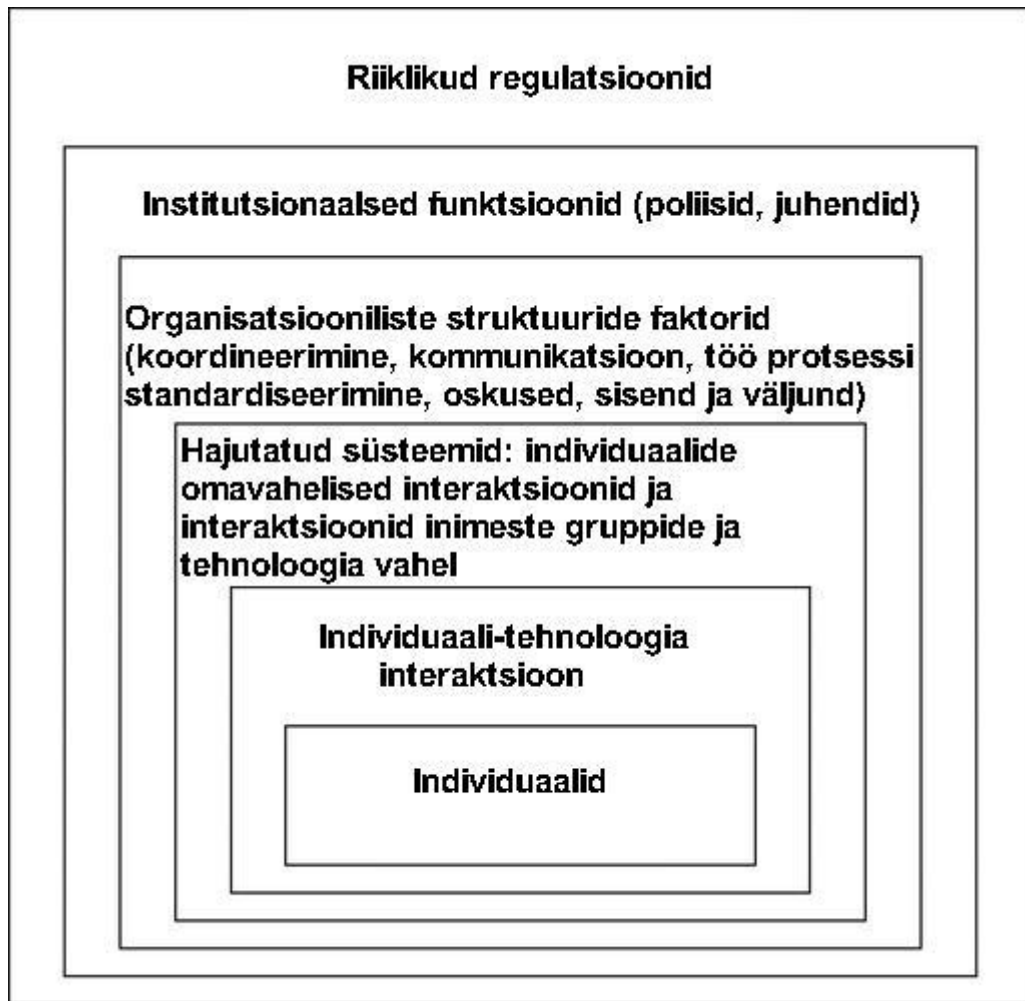 Riiklikud regulatsioonid
Institutsionaalsed funktsioonid (poliisid, juhendid)
Organisatsiooniliste struktuuride faktorid
(koordineerimine, kommunikatsioon, töö protsessi
standardiseerimine, oskused, sisend ja väljund)
Hajutatud süsteemid: individuaalide
omavahelised interaktsioonid ja
interaktsioonid inimeste gruppide ja
tehnoloogia vahel
Individuaali-tehnoloogia
interaktsioon
Individuaalid